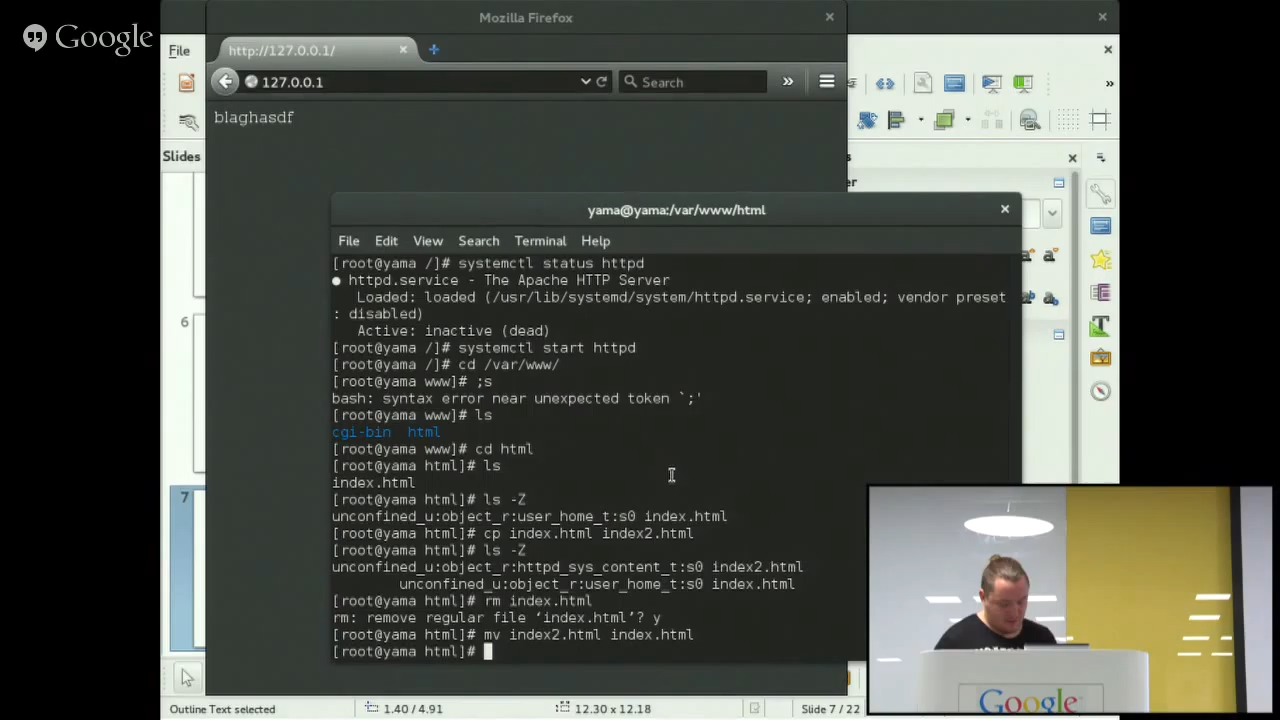 Google
Mozilla Firefox
File
http://127.0.0.1/
127.0.0.1
Search
blaghasdf
Slides
er
yama@yama:/var/www/html
File Edit View Search Terminal Help
[root@yama /]# systemctl status httpd
● httpd.service - The Apache HTTP Server
Loaded: loaded (/usr/lib/systemd/system/httpd.service; enabled; vendor preset
: disabled)
Active: inactive (dead)
[root@yama /]# systemctl start httpd
[root@yama /]# cd /var/www/
[root@yama www]# ;s
bash: syntax error near unexpected token `;'
[root@yama www]# ls
cgi-bin html
[root@yama www]# cd html
[root@yama html]# ls
index.html
[root@yama html]# ls -Z
unconfined_u:object_r:user_home_t:s0 index.html
[root@yama html]# cp index.html index2.html
[root@yama html]# ls -Z
unconfined_u:object_r:httpd_sys_content_t:s0 index2.html
unconfined_u:object_r:user_home_t:s0 index.html
[root@yama html]# rm index.html
rm: remove regular file ‘index.html’? y
[root@yama html]# mv index2.html index.html
[root@yama html]#
6
7
Outline Text selected
1.40 / 4.91
12.30 x 12.18
Slide 7 / 22
Google